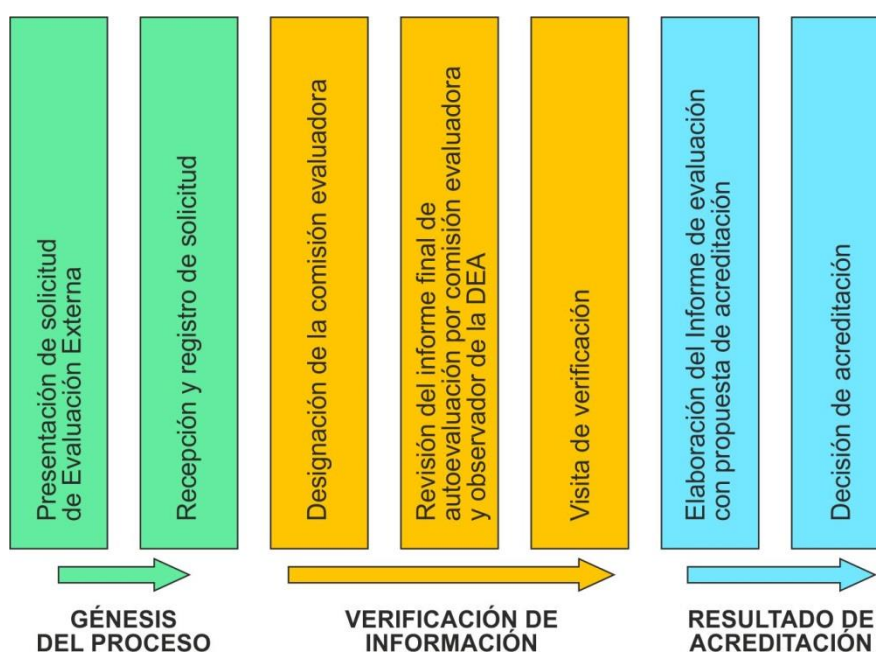 Presentación de solicitud
de Evaluación Externa
Recepción y registro de solicitud
Designación de la comisión evaluadora
Revisión del informe final de
autoevaluación por comisión evaluadora
y observador de la DEA
Visita de verificación
Elaboración del Informe de evaluación
con propuesta de acreditación
Decisión de acreditación
GÉNESIS
DEL PROCESO
VERIFICACIÓN DE
INFORMACIÓN
RESULTADO DE
ACREDITACIÓN